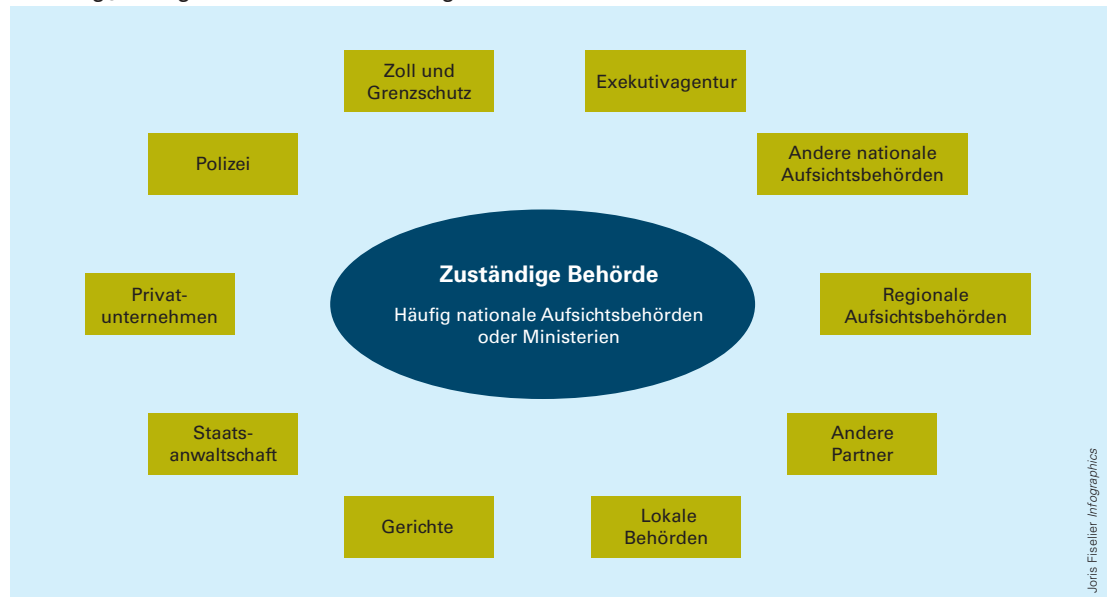 Zoll und
Grenzschutz
Exekutivagentur
Polizei
Andere nationale
Aufsichtsbehörden
Zuständige Behörde
Häufig nationale Aufsichtsbehörden
oder Ministerien
Privat-
unternehmen
Regionale
Aufsichtsbehörden
Staats-
anwaltschaft
Andere
Partner
Gerichte
Lokale
Behörden
Joris Fiselier Infographics